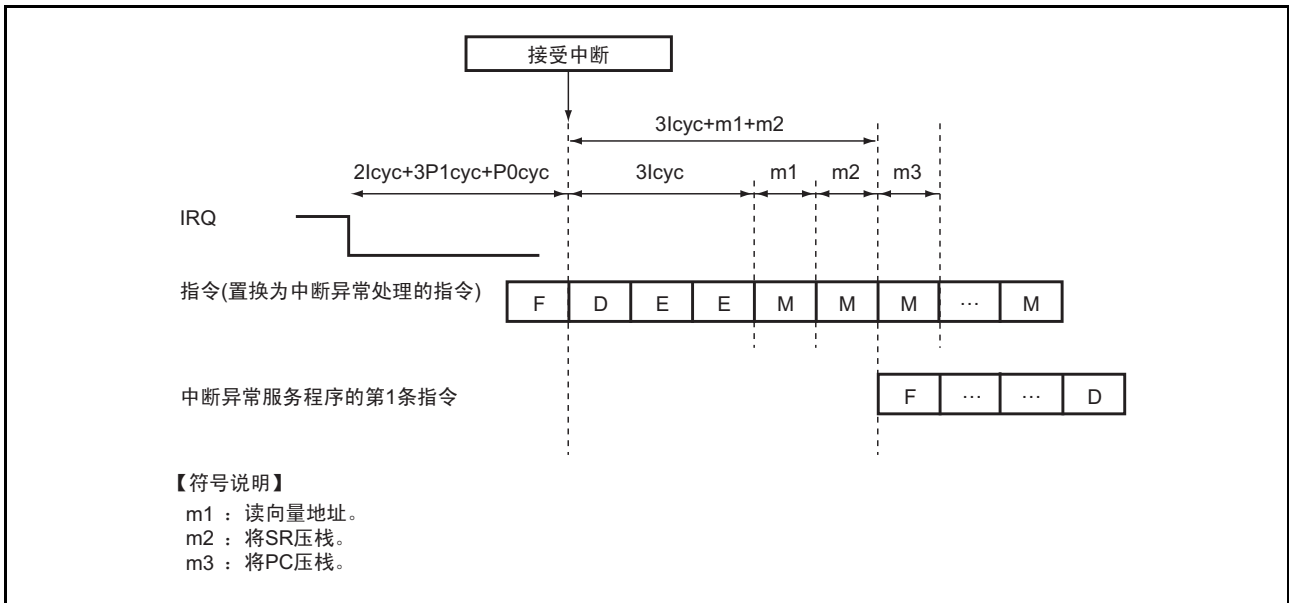 接受中断
3Icyc+m1+m2
2Icyc+3P1cyc+P0cyc 3Icyc m1 m2 m3
IRQ
指令(置换为中断异常处理的指令) F D E E M M M … M
中断异常服务程序的第1条指令 F … … D
【符号说明】
m1 ： 读向量地址。
m2 ： 将SR压栈。
m3 ： 将PC压栈。